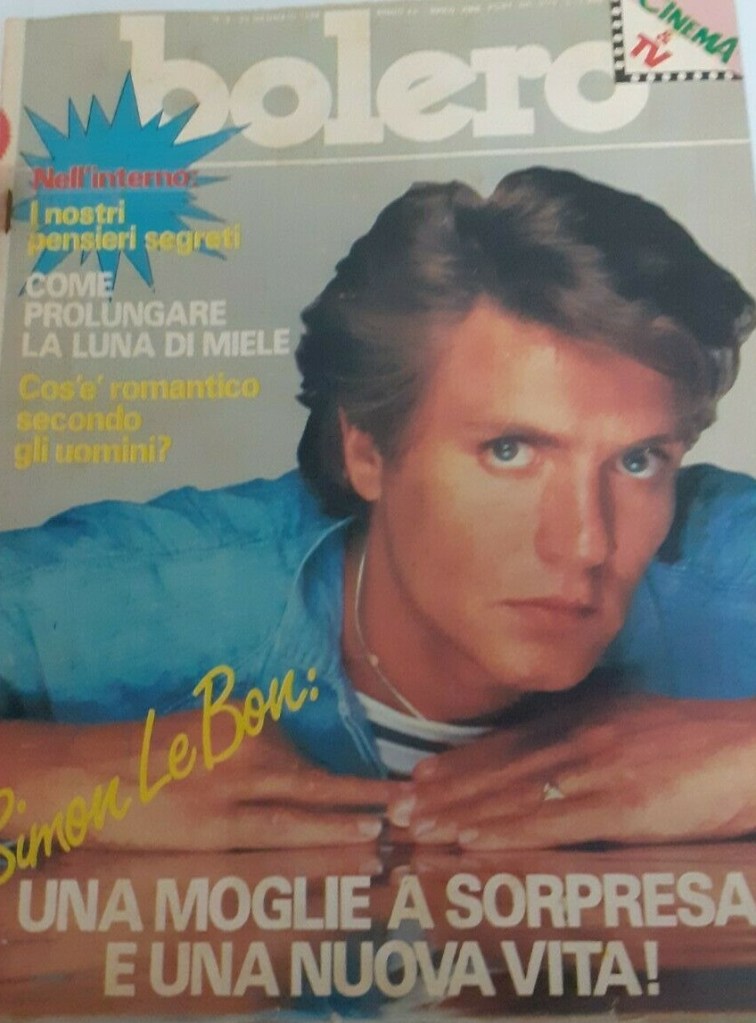 bolero
CINEMA
& TV
Nell'interno:
I nostri
pensieri segreti
COME
PROLUNGARE
LA LUNA DI MIELE
Cos'e' romantico
secondo
gli uomini?
Simon Le Bon:
UNA MOGLIE A SORPRESA
E UNA NUOVA VITA!